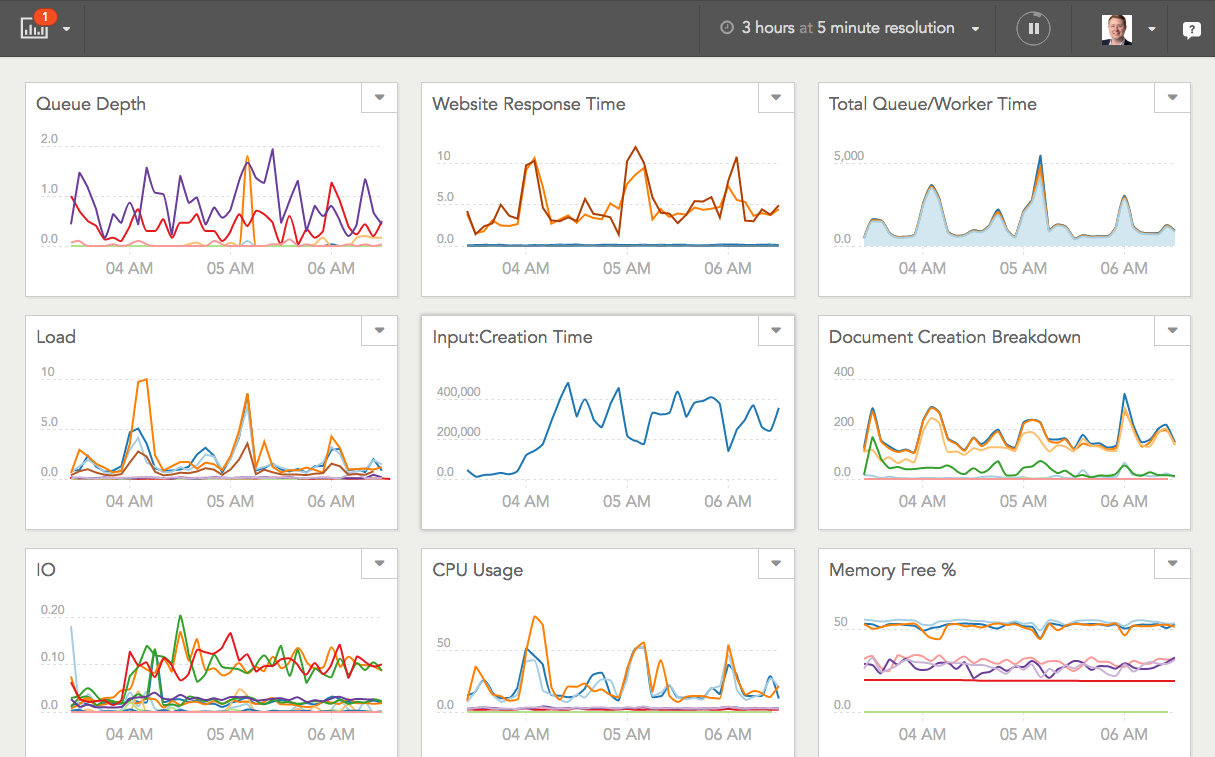 1
3 hours at 5 minute resolution
?
Queue Depth
2.0
1.0
0.0
04 AM 05 AM 06 AM
Website Response Time
10
5.0
0.0
04 AM 05 AM 06 AM
Total Queue/Worker Time
5,000
0.0
04 AM 05 AM 06 AM
Load
10
5.0
0.0
04 AM 05 AM 06 AM
Input:Creation Time
400,000
200,000
0.0
04 AM 05 AM 06 AM
Document Creation Breakdown
400
200
0.0
04 AM 05 AM 06 AM
IO
0.20
0.10
0.0
04 AM 05 AM 06 AM
CPU Usage
50
0.0
04 AM 05 AM 06 AM
Memory Free %
50
0.0
04 AM 05 AM 06 AM